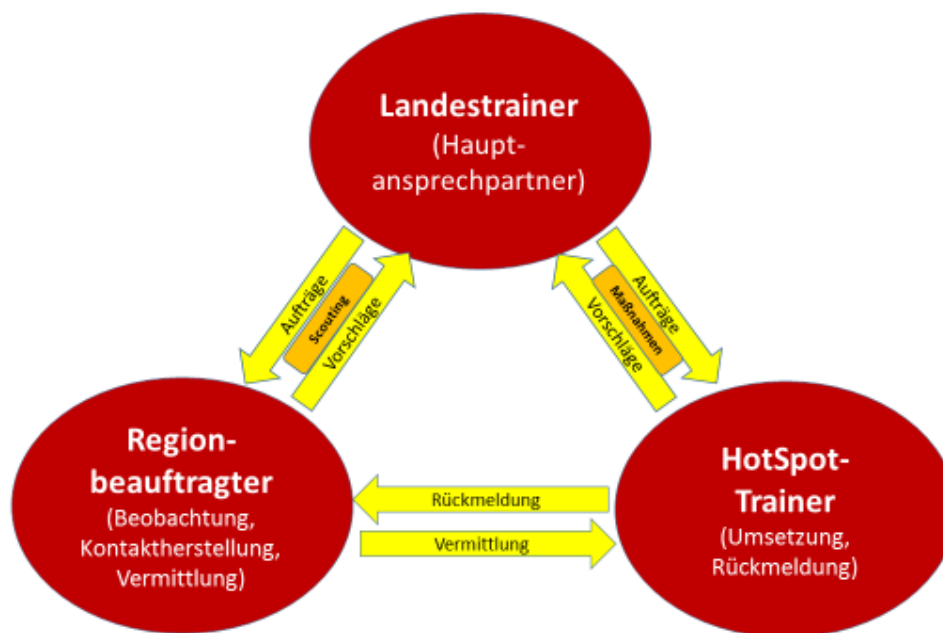 Landestrainer
(Haupt-
ansprechpartner)
Aufträge
Scouting
Vorschläge
Vorschläge
Maßnahmen
Aufträge
Region-
beauftragter
(Beobachtung,
Kontaktherstellung,
Vermittlung)
Rückmeldung
Vermittlung
HotSpot-
Trainer
(Umsetzung,
Rückmeldung)